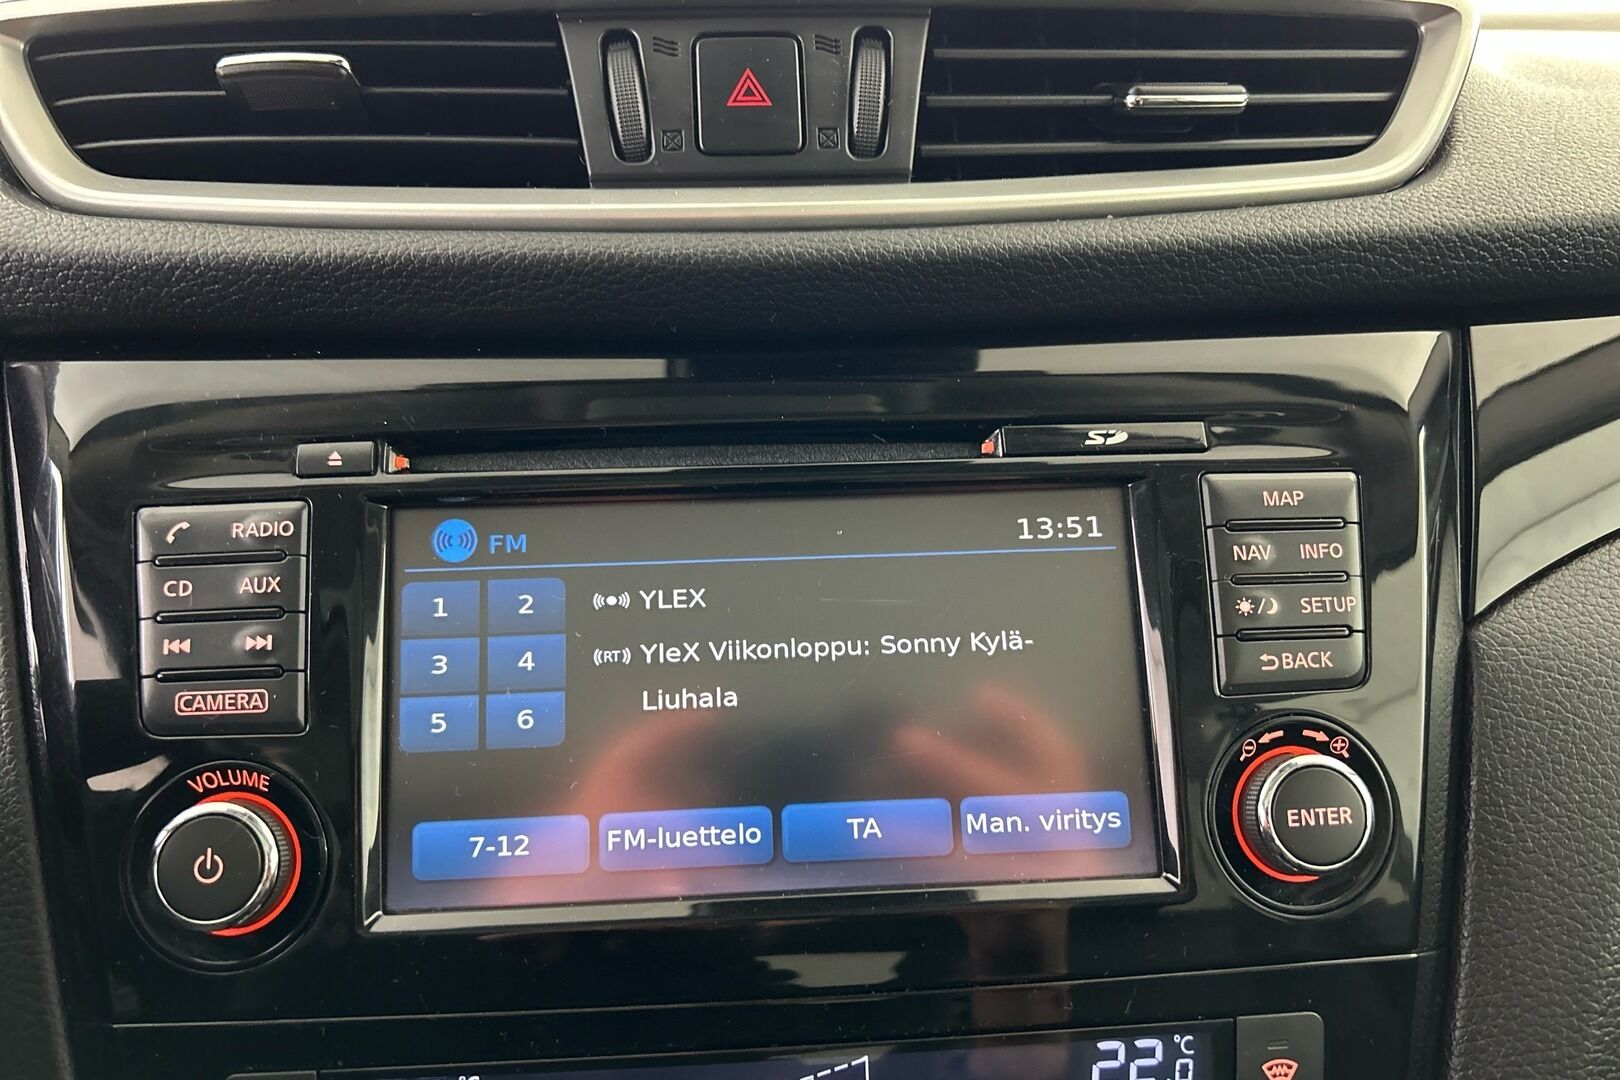 SD
RADIO
CD AUX
CAMERA
VOLUME
FM 13:51
1 2
3 4
5 6
YLEX
RT YleX Viikonloppu: Sonny Kylä-
Liuhala
7-12 FM-luettelo TA Man. viritys
MAP
NAV INFO
SETUP
BACK
ENTER
°C 22.0 °C